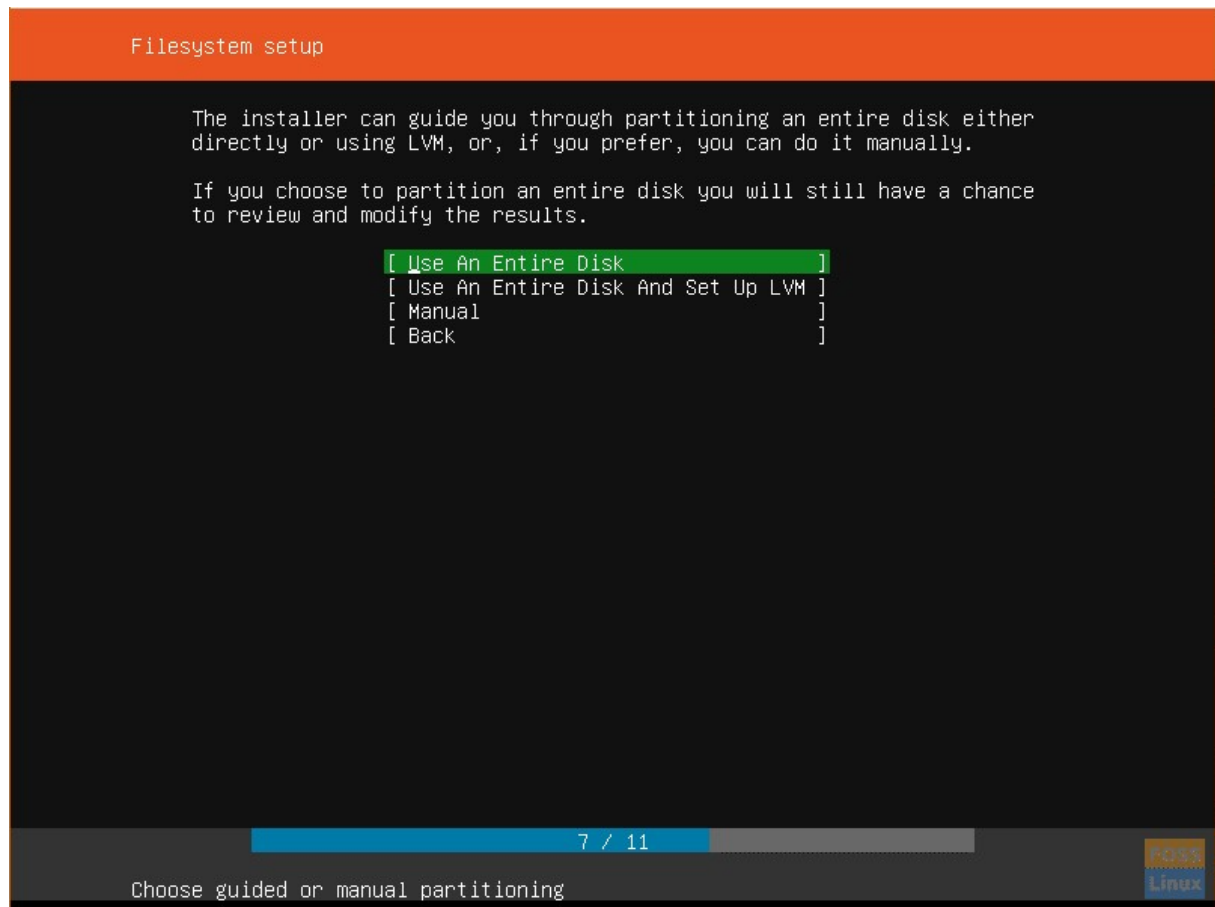 Filesystem setup
The installer can guide you through partitioning an entire disk either
directly or using LVM, or, if you prefer, you can do it manually.
If you choose to partition an entire disk you will still have a chance
to review and modify the results.
[ Use An Entire Disk ]
[ Use An Entire Disk And Set Up LVM ]
[ Manual ]
[ Back ]
7 / 11
Choose guided or manual partitioning
FOSS
Linux